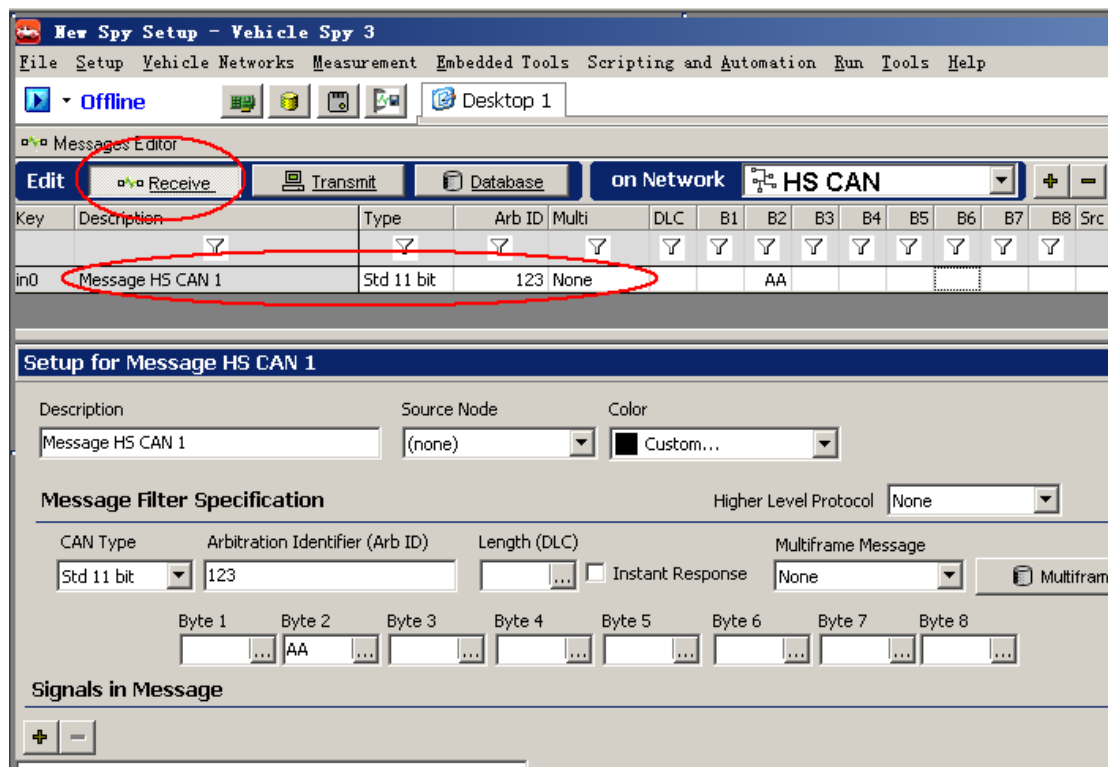 New Spy Setup - Vehicle Spy 3
File Setup Vehicle Networks Measurement Embedded Tools Scripting and Automation Run Tools Help
Offline Desktop 1
Messages Editor
Edit Receive Transmit Database on Network HS CAN
Key Description Type Arb ID Multi DLC B1 B2 B3 B4 B5 B6 B7 B8 Src
in0 Message HS CAN 1 Std 11 bit 123 None AA
Setup for Message HS CAN 1
Description Source Node Color
Message HS CAN 1 (none) Custom...
Message Filter Specification Higher Level Protocol None
CAN Type Arbitration Identifier (Arb ID) Length (DLC) Multiframe Message
Std 11 bit 123 ... Instant Response None Multifram
Byte 1 Byte 2 Byte 3 Byte 4 Byte 5 Byte 6 Byte 7 Byte 8
... AA ... ... ... ... ... ... ...
Signals in Message